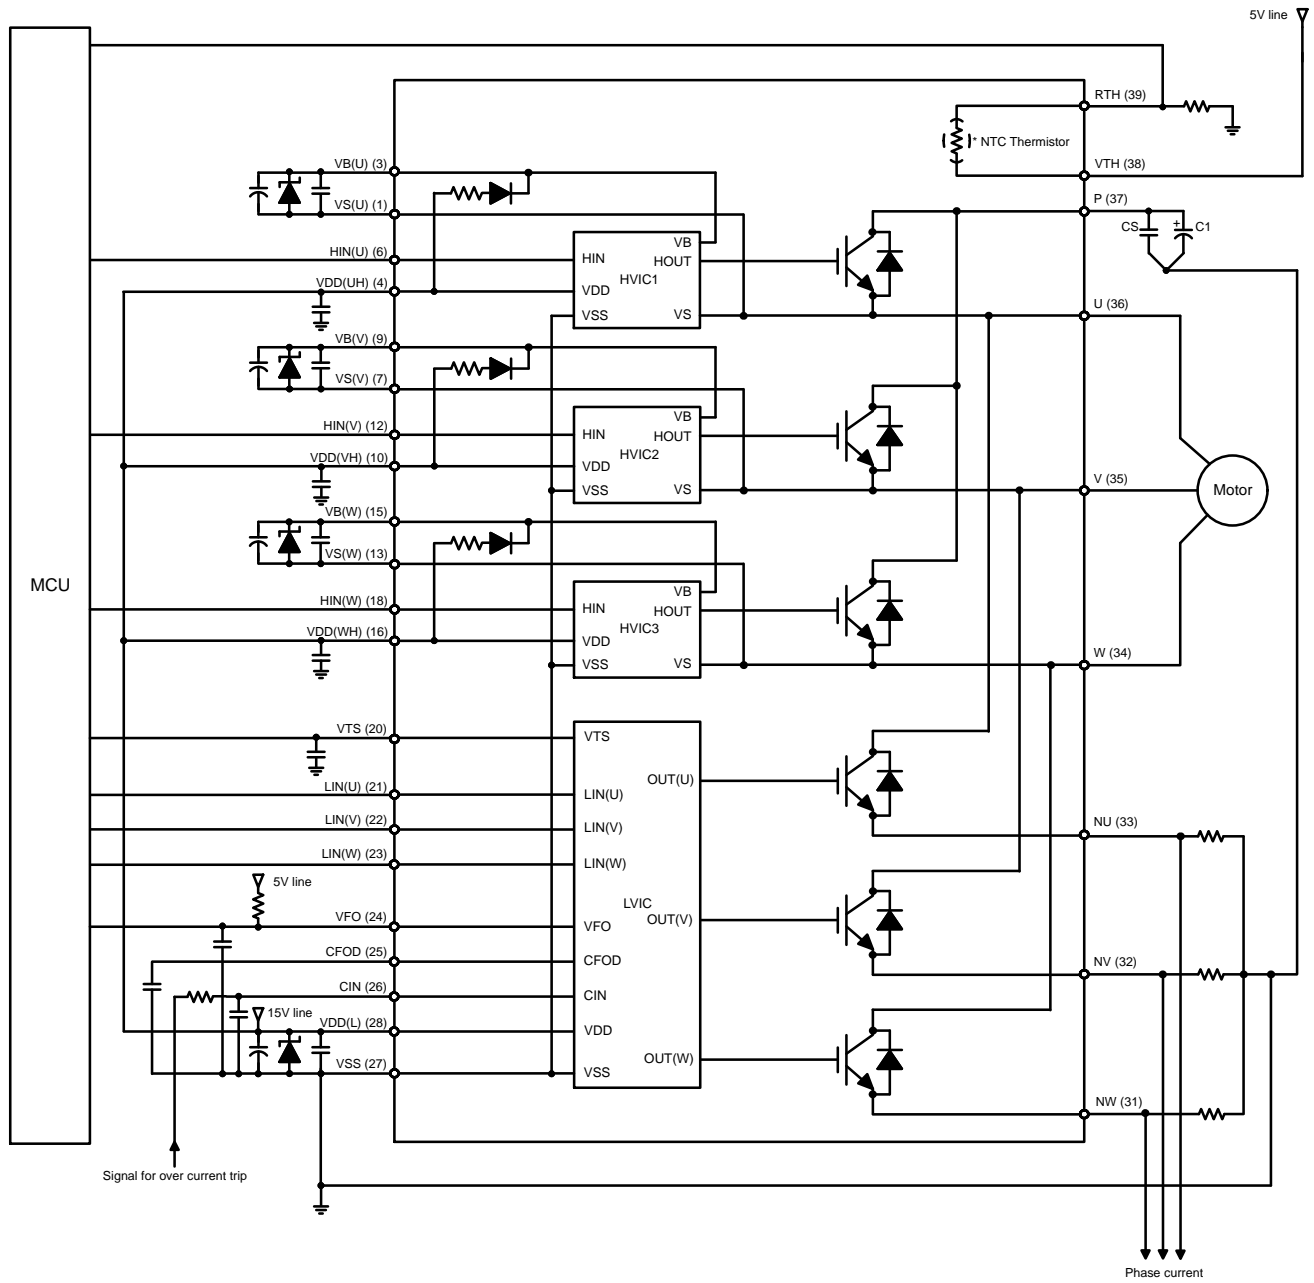 5V line
RTH (39)
* NTC Thermistor
VTH (38)
P (37)
CS
+
C1
U (36)
V (35)
Motor
W (34)
NU (33)
NV (32)
NW (31)
Phase current
MCU
VB(U) (3)
VS(U) (1)
HIN(U) (6)
VDD(UH) (4)
VB(V) (9)
VS(V) (7)
HIN(V) (12)
VDD(VH) (10)
VB(W) (15)
VS(W) (13)
HIN(W) (18)
VDD(WH) (16)
VTS (20)
LIN(U) (21)
LIN(V) (22)
LIN(W) (23)
5V line
VFO (24)
CFOD (25)
CIN (26)
15V line
VDD(L) (28)
VSS (27)
Signal for over current trip
VB
HIN
HOUT
HVIC1
VDD
VSS
VS
VB
HIN
HOUT
HVIC2
VDD
VSS
VS
VB
HIN
HOUT
HVIC3
VDD
VSS
VS
VTS
OUT(U)
LIN(U)
LIN(V)
LIN(W)
LVIC
OUT(V)
VFO
CFOD
CIN
VDD
OUT(W)
VSS